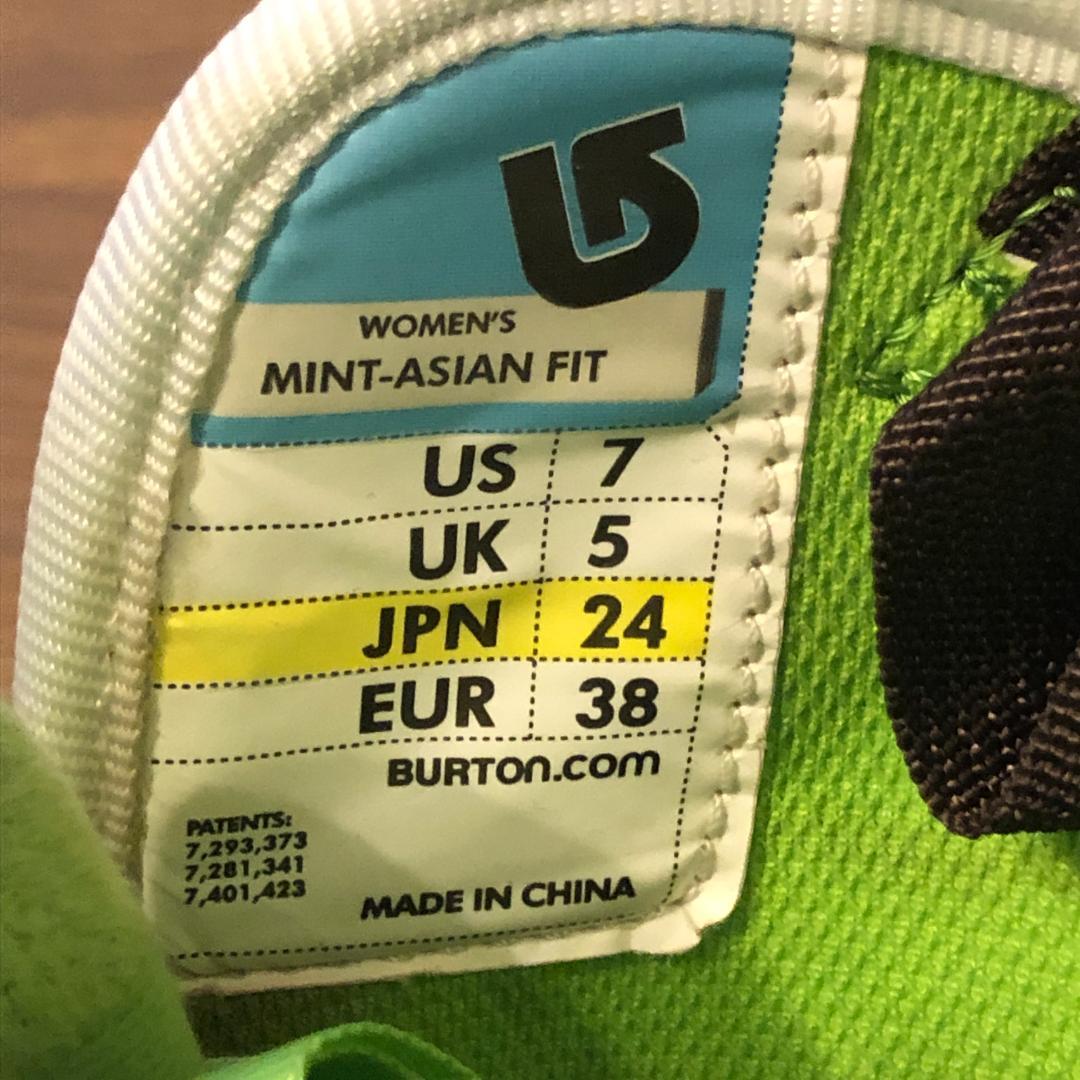 WOMEN'S
MINT-ASIAN FIT
US 7
UK 5
JPN 24
EUR 38
BURTON.com
PATENTS:
7,293,373
7,281,341
7,401,423
MADE IN CHINA